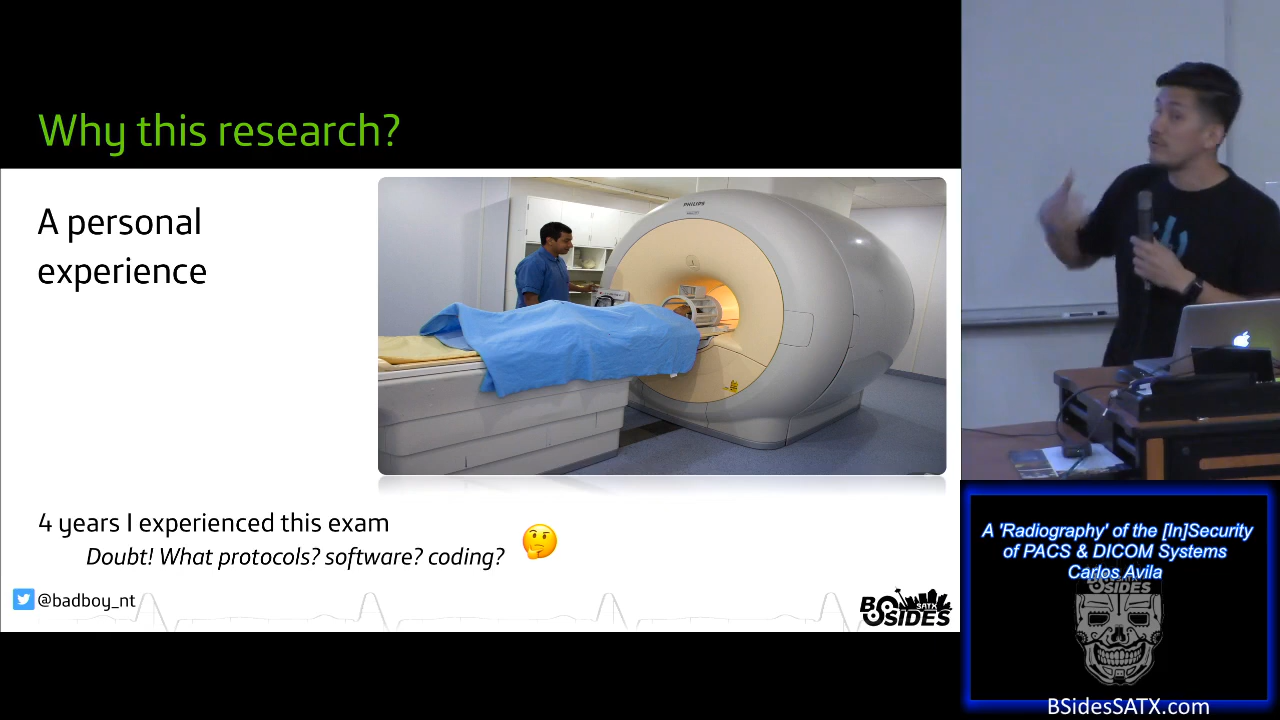 Why this research?
A personal
experience
PHILIPS
4 years I experienced this exam
Doubt! What protocols? software? coding?
@badboy_nt
BSIDES
SATX
A 'Radiography' of the [In]Security
of PACS & DICOM Systems
Carlos Avila
BSIDES
BSidesSATX.com